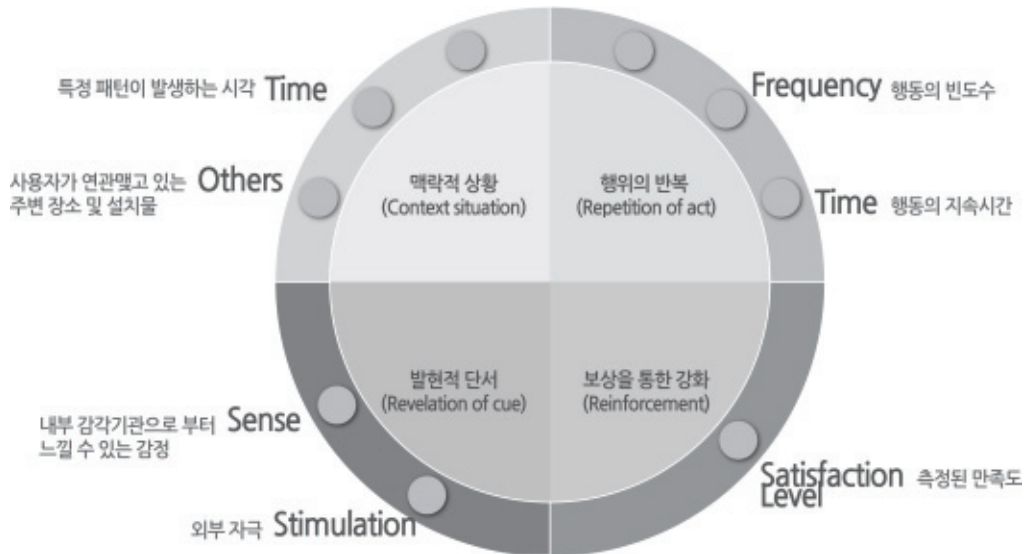 특정 패턴이 발생하는 시각 Time
Frequency 행동의 빈도수
사용자가 연관맺고 있는 Others
주변 장소 및 설치물
맥락적 상황
(Context situation)
행위의 반복
(Repetition of act)
Time 행동의 지속시간
발현적 단서
(Revelation of cue)
보상을 통한 강화
(Reinforcement)
내부 감각기관으로 부터 Sense
느낄 수 있는 감정
Satisfaction 측정된 만족도
Level
외부 자극 Stimulation